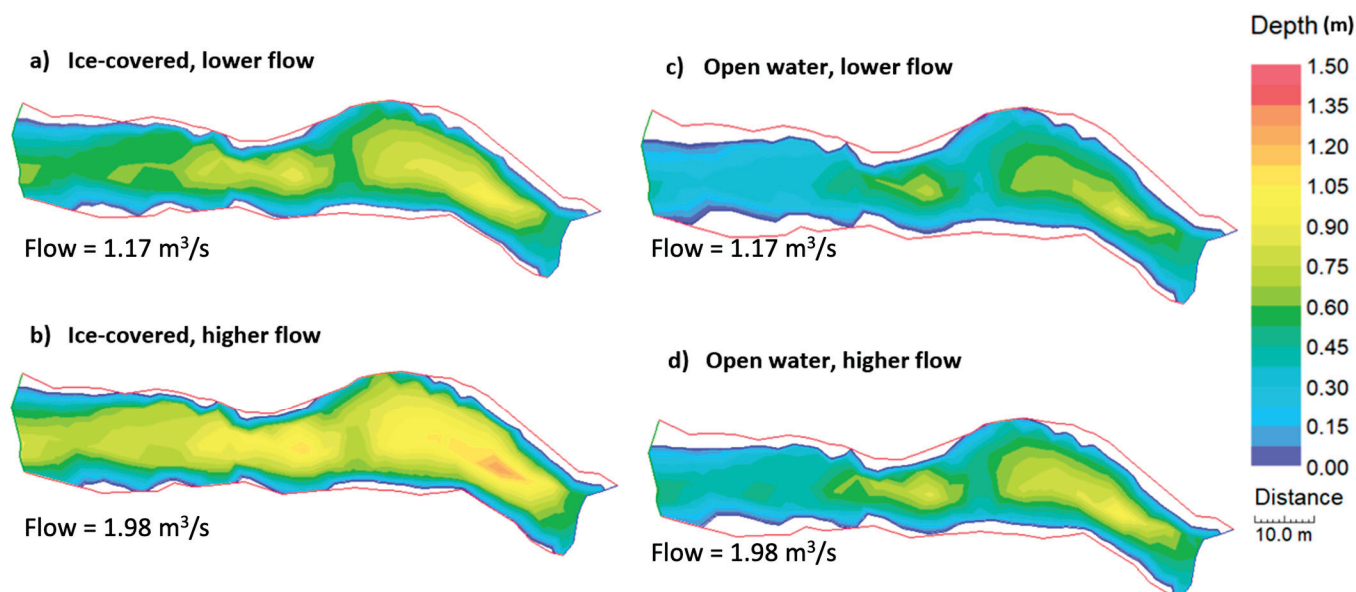 a) Ice-covered, lower flow
Flow = 1.17 m³/s
b) Ice-covered, higher flow
Flow = 1.98 m³/s
c) Open water, lower flow
Flow = 1.17 m³/s
d) Open water, higher flow
Flow = 1.98 m³/s
Depth (m)
1.50
1.35
1.20
1.05
0.90
0.75
0.60
0.45
0.30
0.15
0.00
Distance
10.0 m